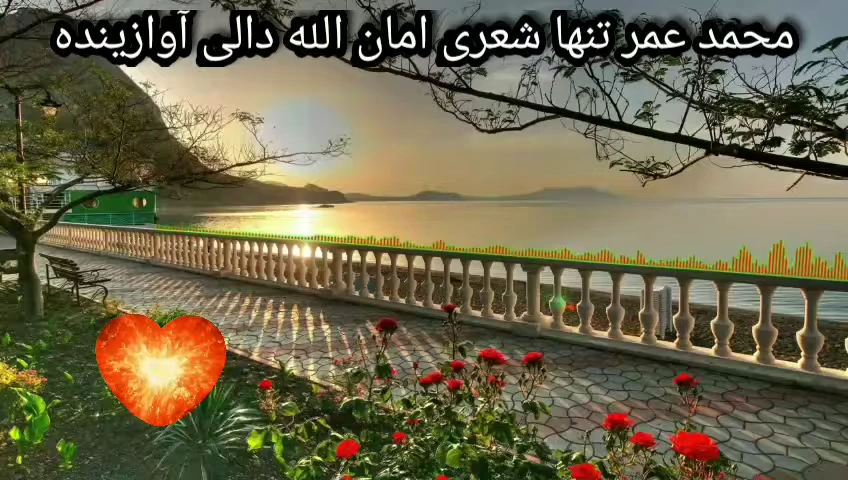 محمد عمر تنها شعری امان الله دالی آوازینده